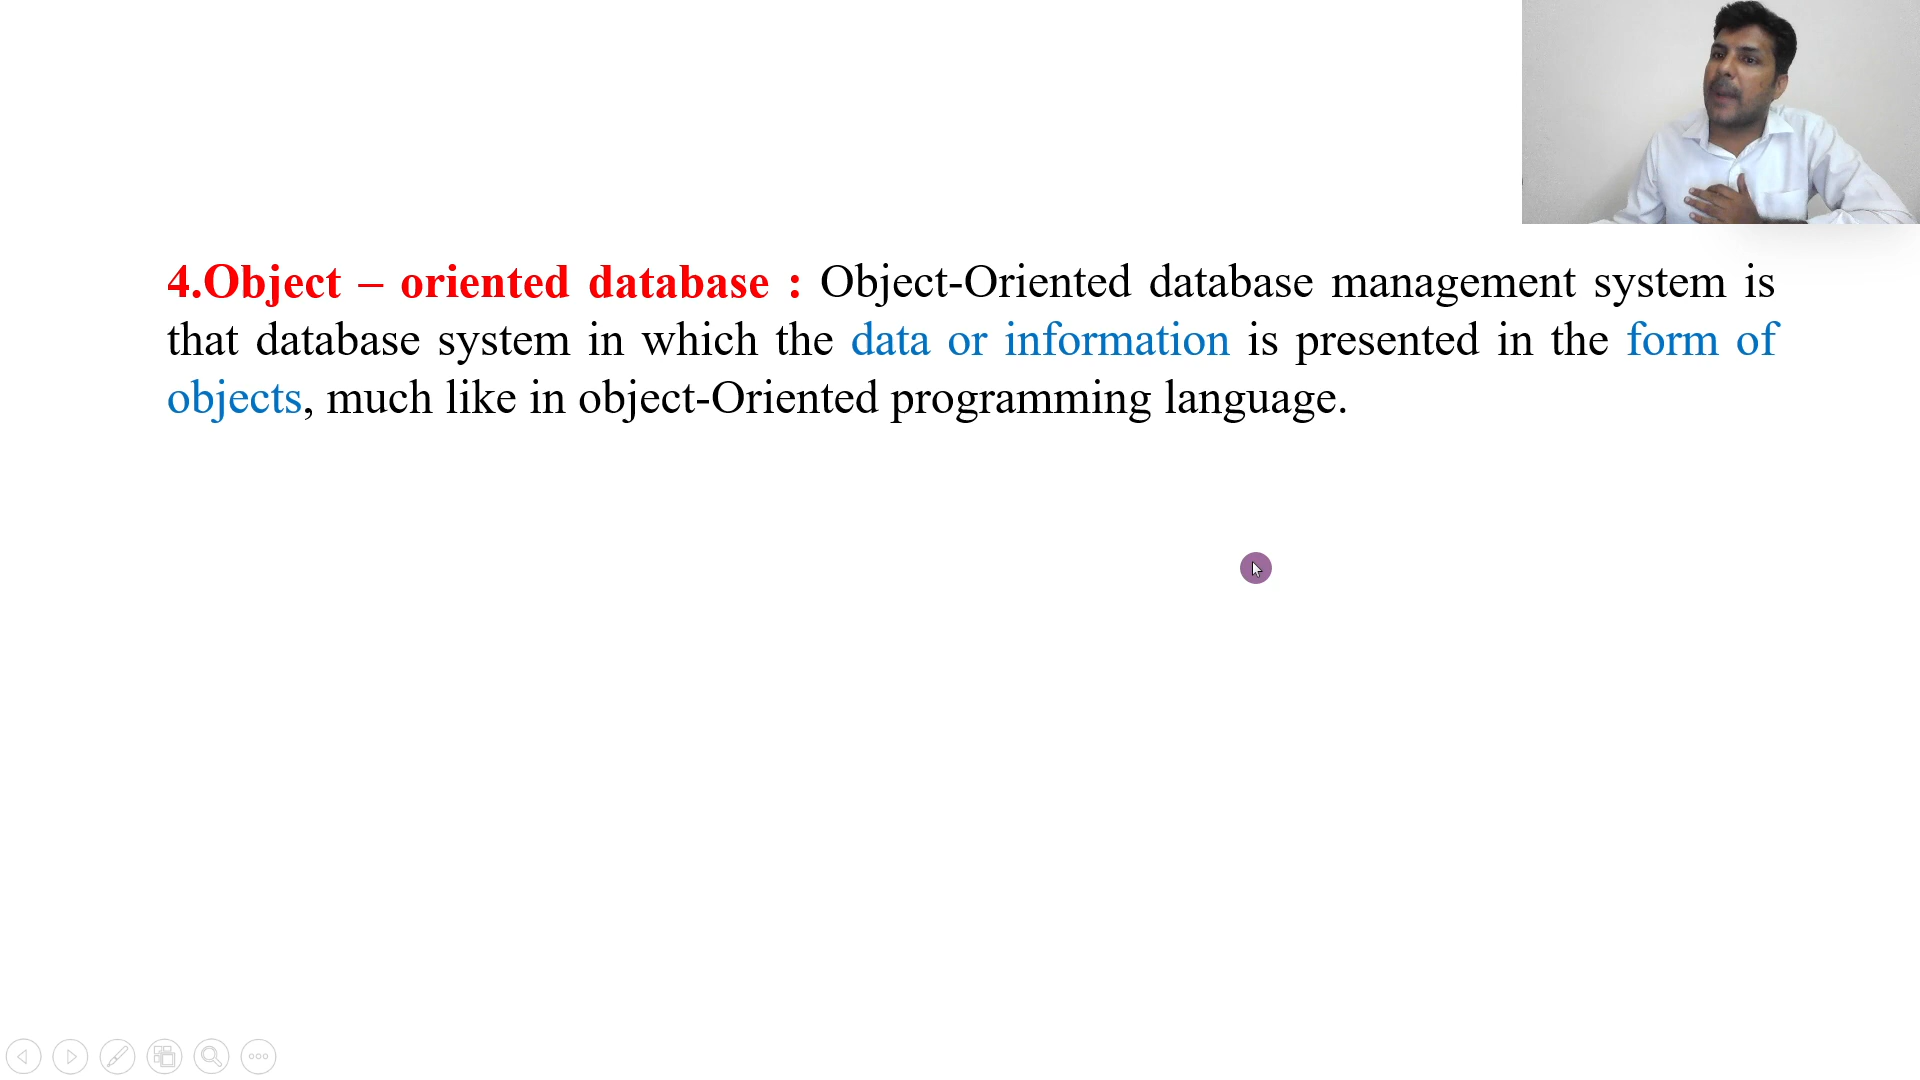 4.Object – oriented database : Object-Oriented database management system is
that database system in which the data or information is presented in the form of
objects, much like in object-Oriented programming language.